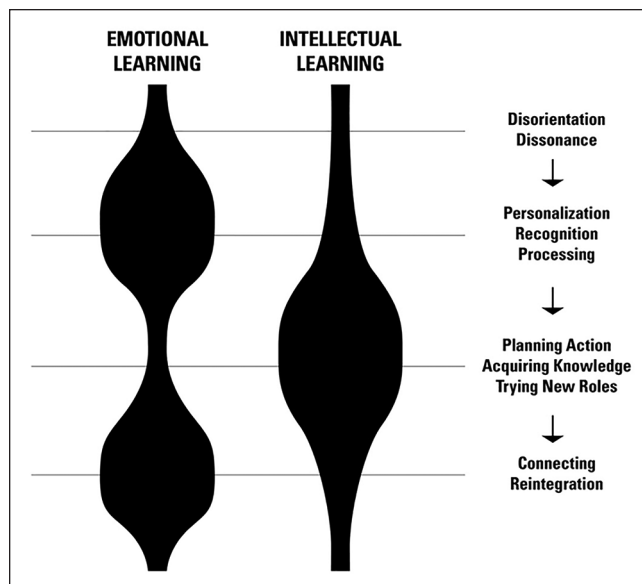 EMOTIONAL
LEARNING
INTELLECTUAL
LEARNING
Disorientation
Dissonance
Personalization
Recognition
Processing
Planning Action
Acquiring Knowledge
Trying New Roles
Connecting
Reintegration